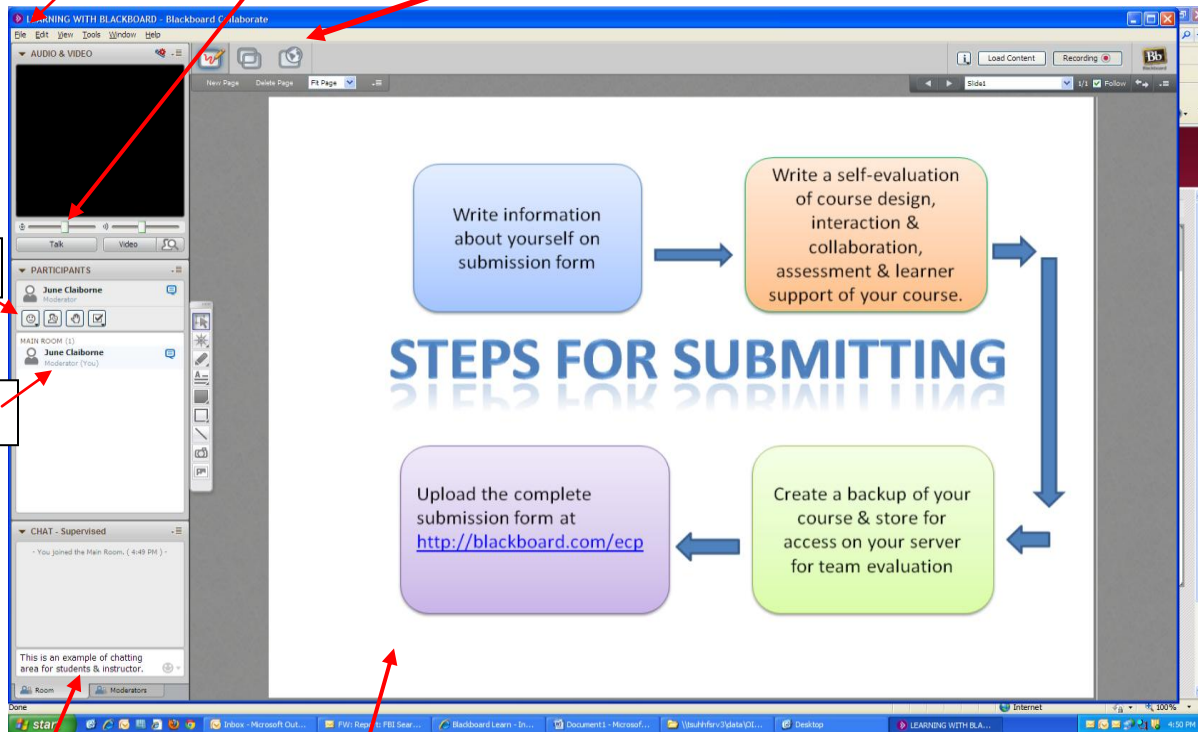 LEARNING WITH BLACKBOARD - Blackboard Collaborate
File Edit View Tools Window Help
AUDIO & VIDEO
Load Content
Recording
Bb
New Page
Delete Page
Fit Page
Slide1
1/1
Follow
Talk
Video
PARTICIPANTS
June Claiborne
Moderator
MAIN ROOM (1)
June Claiborne
Moderator (You)
Write information
about yourself on
submission form
Write a self-evaluation
of course design,
interaction &
collaboration,
assessment & learner
support of your course.
STEPS FOR SUBMITTING
Upload the complete
submission form at
http://blackboard.com/ecp
Create a backup of your
course & store for
access on your server
for team evaluation
CHAT - Supervised
- You joined the Main Room. ( 4:49 PM ) -
This is an example of chatting
area for students & instructor.
Room
Moderators
Done
Internet
100%
start
Inbox - Microsoft Out...
FW: Report: FBI Sear...
Blackboard Learn - In...
Document1 - Microsof...
Desktop
LEARNING WITH BLA...
4:50 PM